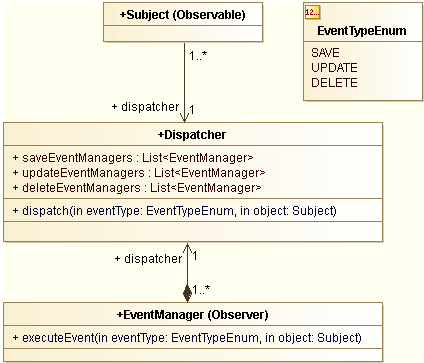 +Subject (Observable)
12...
EventTypeEnum
SAVE
UPDATE
DELETE
1..*
+ dispatcher
1
+Dispatcher
+ saveEventManagers : List<EventManager>
+ updateEventManagers : List<EventManager>
+ deleteEventManagers : List<EventManager>
+ dispatch(in eventType: EventTypeEnum, in object: Subject)
+ dispatcher
1
1..*
+EventManager (Observer)
+ executeEvent(in eventType: EventTypeEnum, in object: Subject)